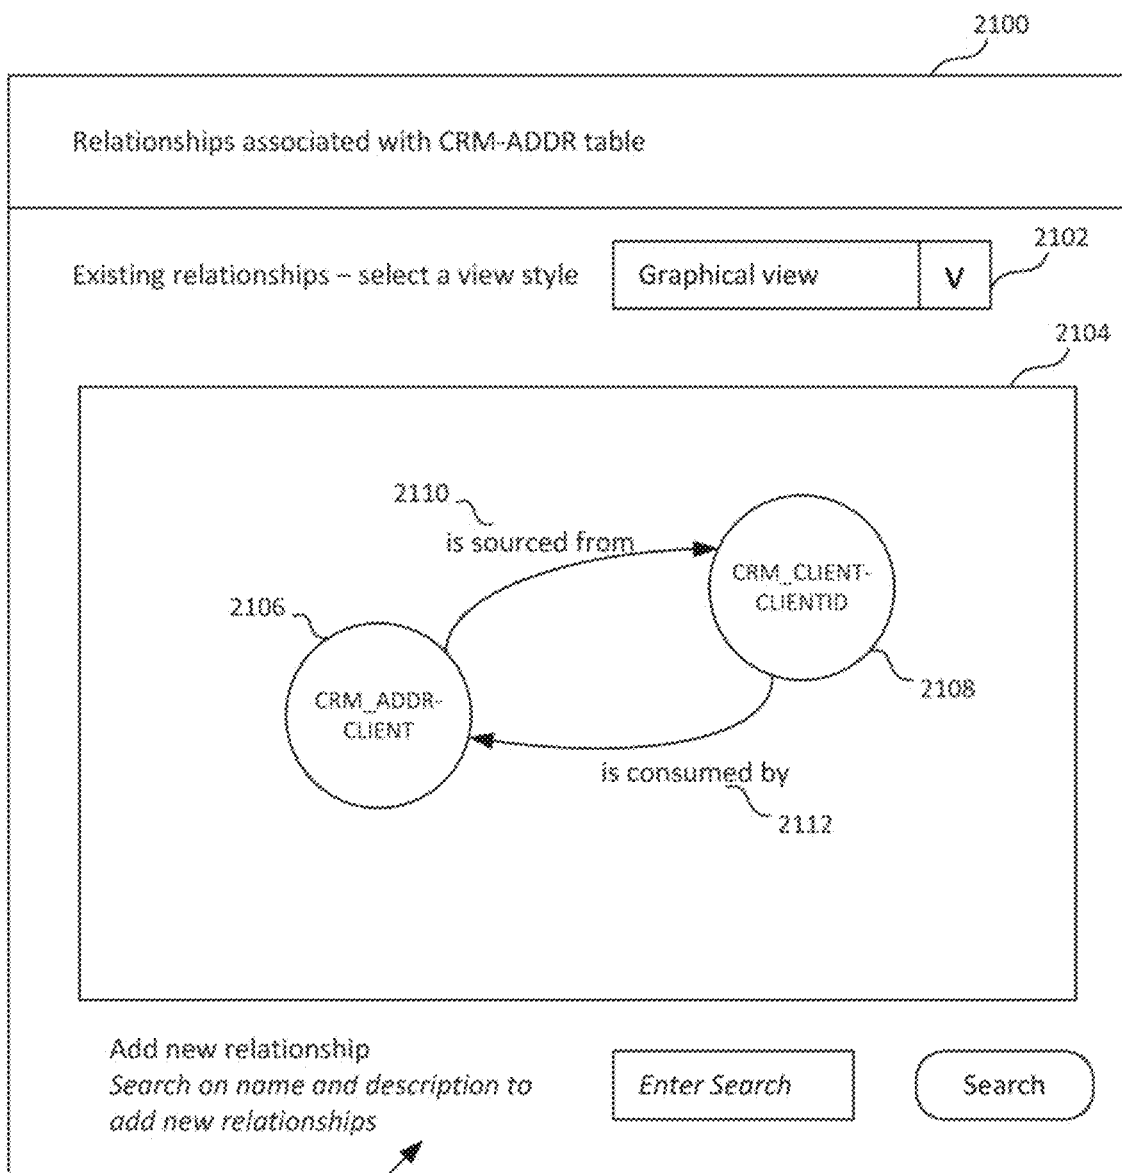 2100
Relationships associated with CRM-ADDR table
2102
Existing relationships – select a view style
Graphical view
V
2104
2110
is sourced from
CRM_CLIENT-
CLIENTID
2106
2108
CRM_ADDR-
CLIENT
is consumed by
2112
Add new relationship
Search on name and description to
add new relationships
Enter Search
Search